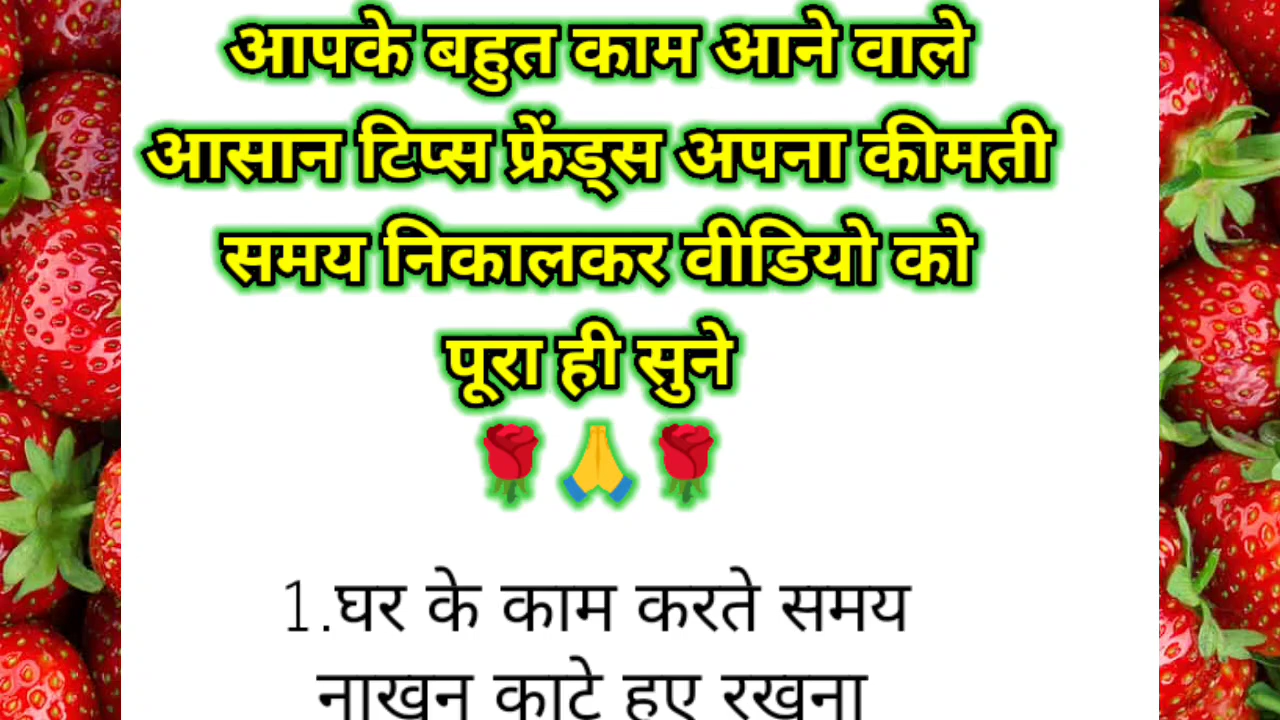 आपके बहुत काम आने वाले
आसान टिप्स फ्रेंड्स अपना कीमती
समय निकालकर वीडियो को
पूरा ही सुने
🌹🙏🌹
1.घर के काम करते समय
नाखून काटे हुए रखना